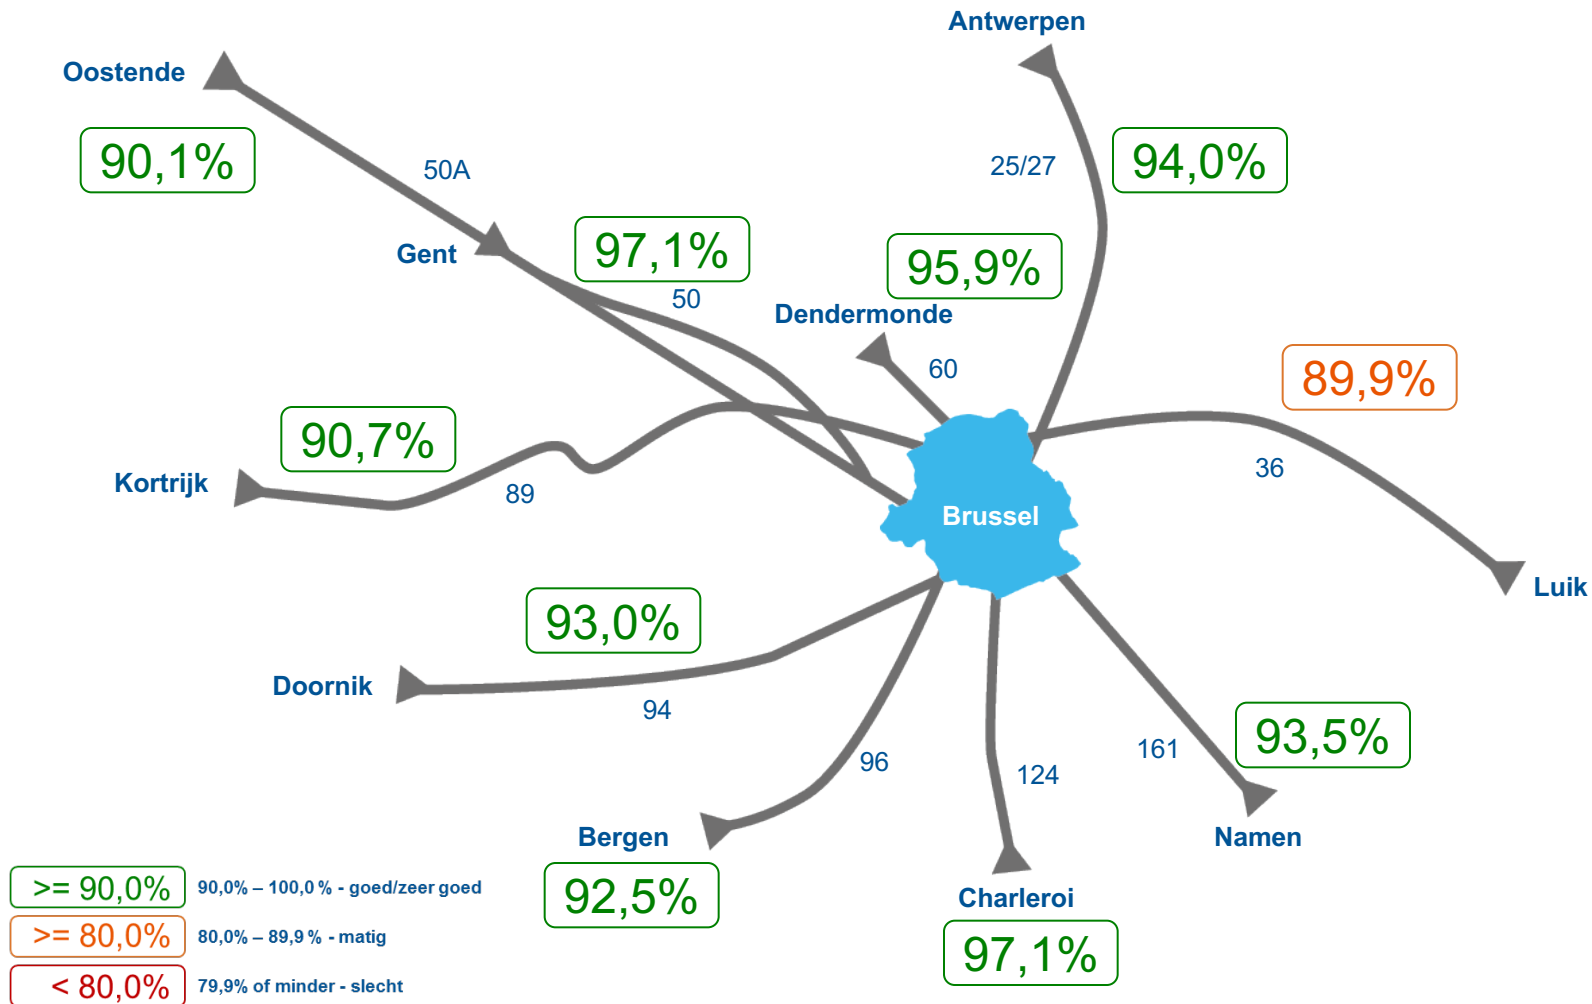 Antwerpen
Oostende
90,1%
50A
25/27
94,0%
Gent
97,1%
50
95,9%
Dendermonde
60
89,9%
90,7%
Kortrijk
89
36
Brussel
Luik
93,0%
Doornik
94
96
124
161
93,5%
Bergen
92,5%
Namen
Charleroi
97,1%
>= 90,0% 90,0% – 100,0 % - goed/zeer goed
>= 80,0% 80,0% – 89,9 % - matig
< 80,0% 79,9% of minder - slecht